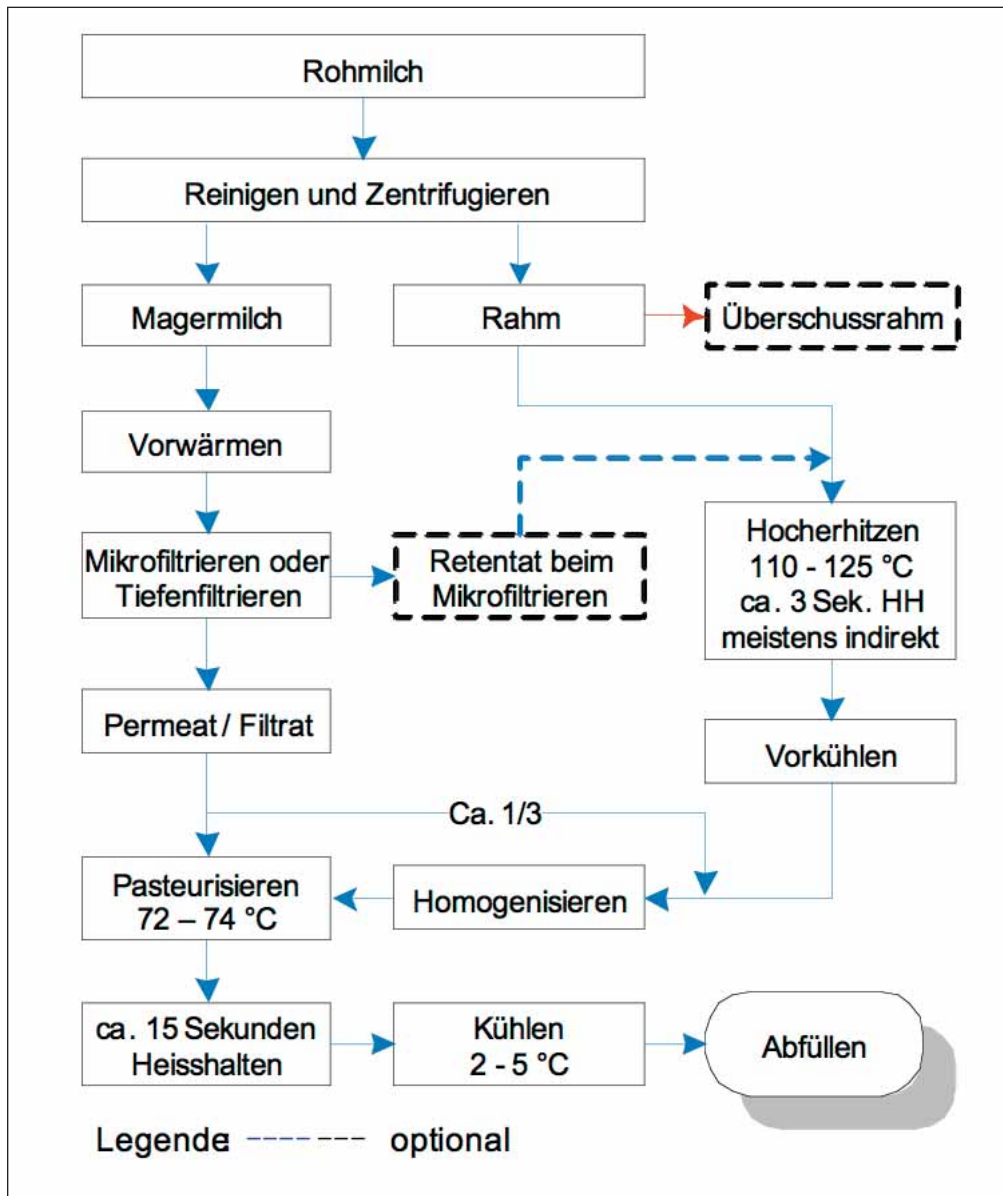 Rohmilch
Reinigen und Zentrifugieren
Magermilch
Rahm
Überschussrahm
Vorwärmen
Mikrofiltrieren oder
Tiefenfiltrieren
Retentat beim
Mikrofiltrieren
Hocherhitzen
110 - 125 °C
ca. 3 Sek. HH
meistens indirekt
Permeat / Filtrat
Vorkühlen
Ca. 1/3
Pasteurisieren
72 – 74 °C
Homogenisieren
ca. 15 Sekunden
Heisshalten
Kühlen
2 - 5 °C
Abfüllen
Legende: optional